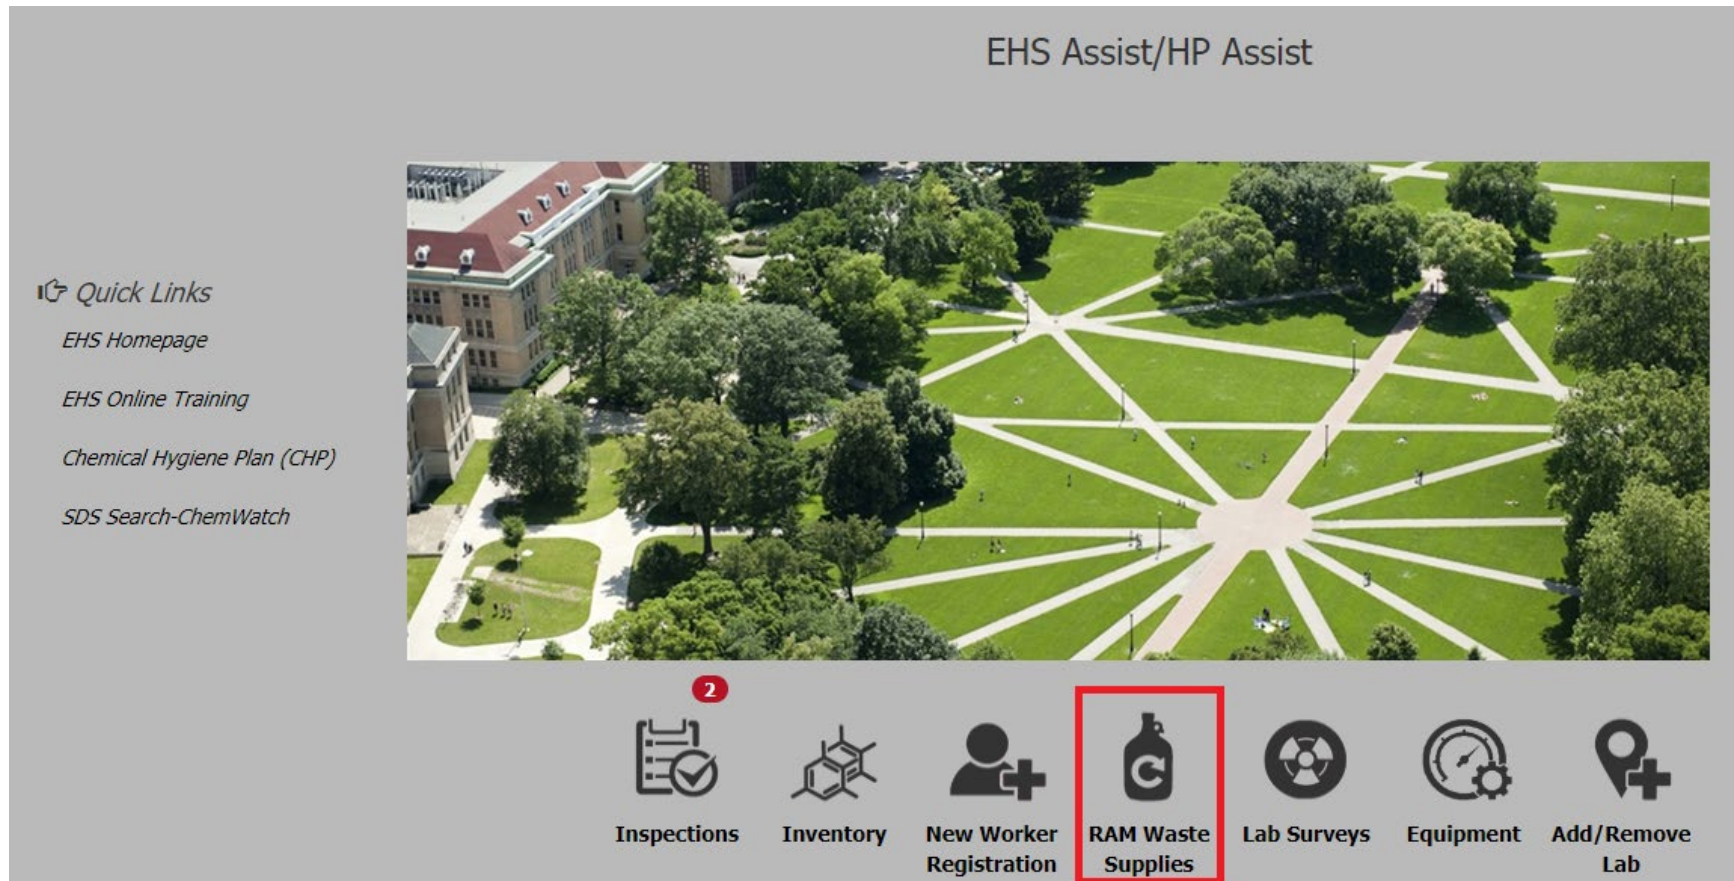 EHS Assist/HP Assist
Quick Links
EHS Homepage
EHS Online Training
Chemical Hygiene Plan (CHP)
SDS Search-ChemWatch
2
Inspections
Inventory
New Worker
Registration
RAM Waste
Supplies
Lab Surveys
Equipment
Add/Remove
Lab